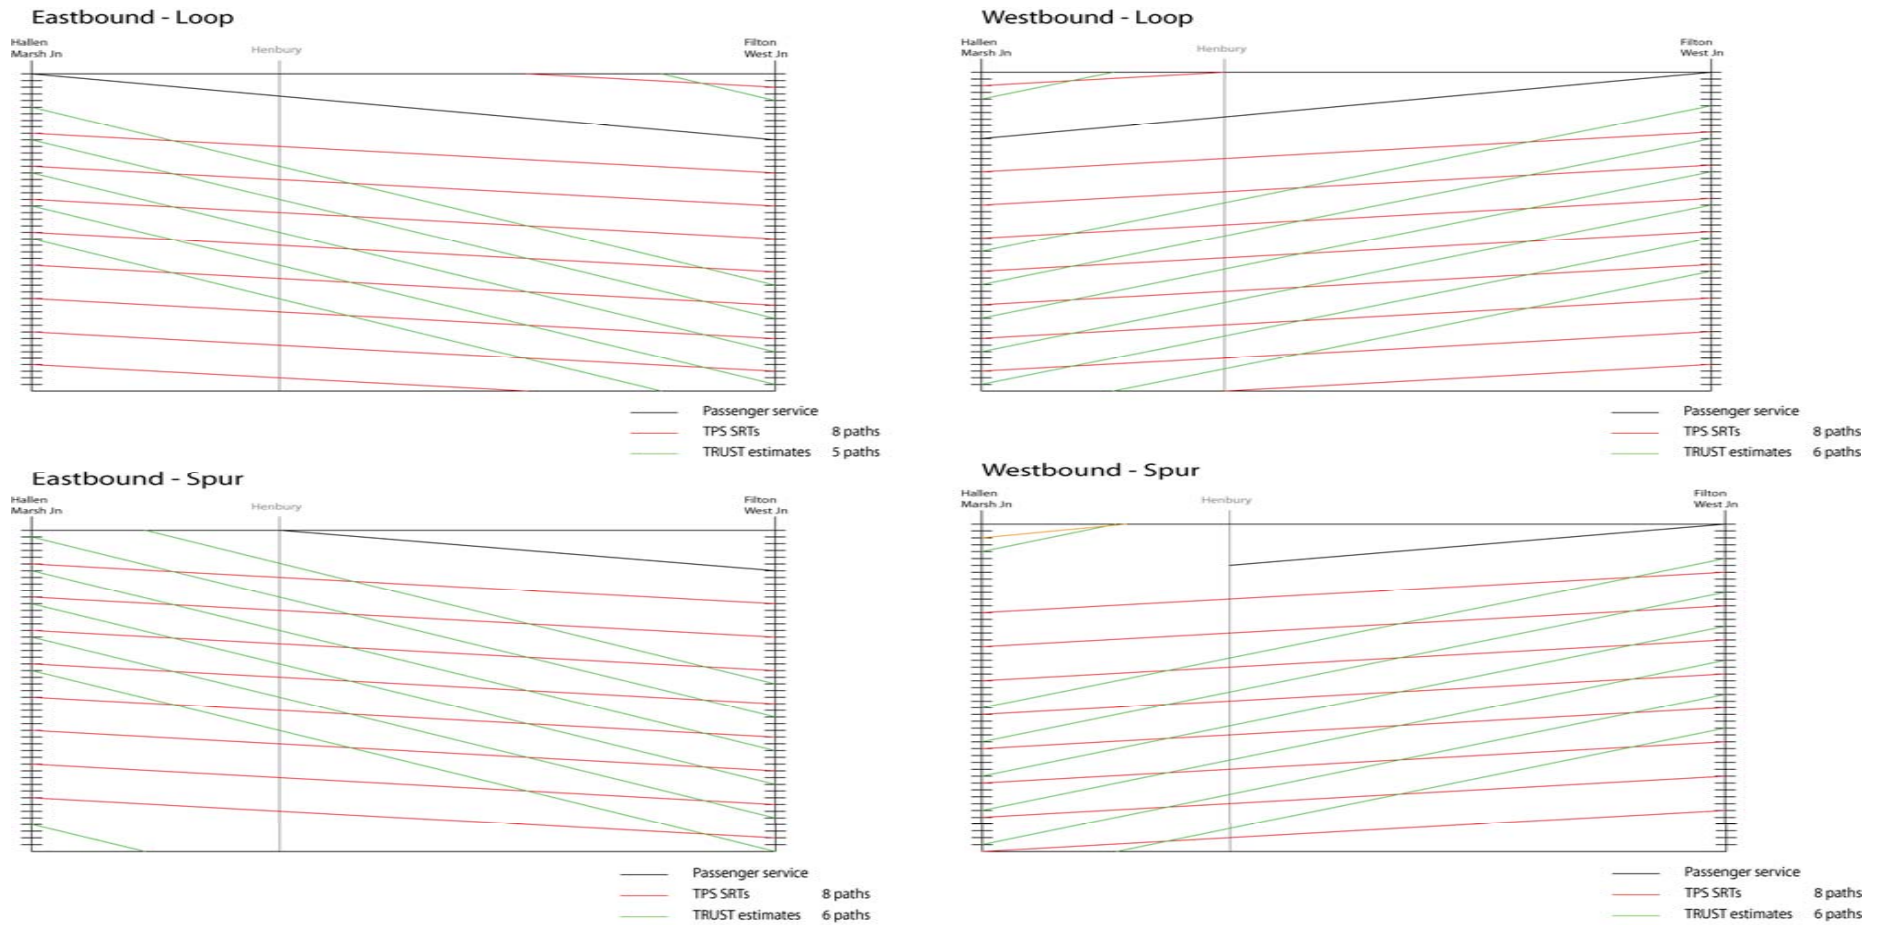 Eastbound - Loop
Hallen
Marsh Jn
Henbury
Filton
West Jn
Passenger service
TPS SRTs 8 paths
TRUST estimates 5 paths
Westbound - Loop
Hallen
Marsh Jn
Henbury
Filton
West Jn
Passenger service
TPS SRTs 8 paths
TRUST estimates 6 paths
Eastbound - Spur
Hallen
Marsh Jn
Henbury
Filton
West Jn
Passenger service
TPS SRTs 8 paths
TRUST estimates 6 paths
Westbound - Spur
Hallen
Marsh Jn
Henbury
Filton
West Jn
Passenger service
TPS SRTs 8 paths
TRUST estimates 6 paths